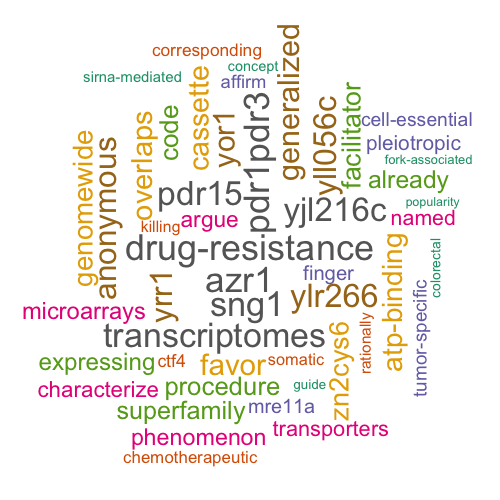 corresponding
concept
sirna-mediated
affirm
generalized
cassette
code
yor1
pdr1pdr3
yll056c
facilitator
cell-essential
pleiotropic
fork-associated
already
overlaps
genomewide
anonymous
pdr15
yjl216c
popularity
named
killing
argue
drug-resistance
finger
azr1
sng1
ylr266
yrr1
microarrays
transcriptomes
atp-binding
colorectal
tumor-specific
rationally
zn2cys6
expressing
ctf4
favor
somatic
characterize
procedure
guide
superfamily
mre11a
phenomenon
transporters
chemotherapeutic